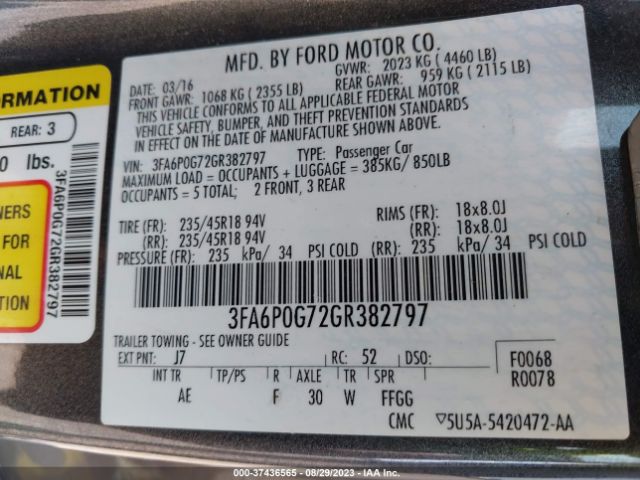 ORMATION
REAR: 3
0 lbs.
NERS
FOR
NAL
TION
3FA6P0G72GR382797
MFD. BY FORD MOTOR CO.
DATE: 03/16 GVWR: 2023 KG ( 4460 LB)
FRONT GAWR: 1068 KG ( 2355 LB) REAR GAWR: 959 KG ( 2115 LB)
THIS VEHICLE CONFORMS TO ALL APPLICABLE FEDERAL MOTOR
VEHICLE SAFETY, BUMPER, AND THEFT PREVENTION STANDARDS
IN EFFECT ON THE DATE OF MANUFACTURE SHOWN ABOVE.
VIN: 3FA6P0G72GR382797 TYPE: Passenger Car
MAXIMUM LOAD = OCCUPANTS + LUGGAGE = 385KG/ 850LB
OCCUPANTS = 5 TOTAL; 2 FRONT, 3 REAR
TIRE (FR): 235/45R18 94V RIMS (FR): 18x8.0J
(RR): 235/45R18 94V (RR): 18x8.0J
PRESSURE (FR): 235 kPa/ 34 PSI COLD (RR): 235 kPa/ 34 PSI COLD
3FA6P0G72GR382797
TRAILER TOWING - SEE OWNER GUIDE
EXT PNT: J7 RC: 52 DSO: F0068
R0078
INT TR TP/PS R AXLE TR SPR
AE F 30 W FFGG
CMC ▽5U5A-5420472-AA
000-37436565 - 08/29/2023 - IAA Inc.